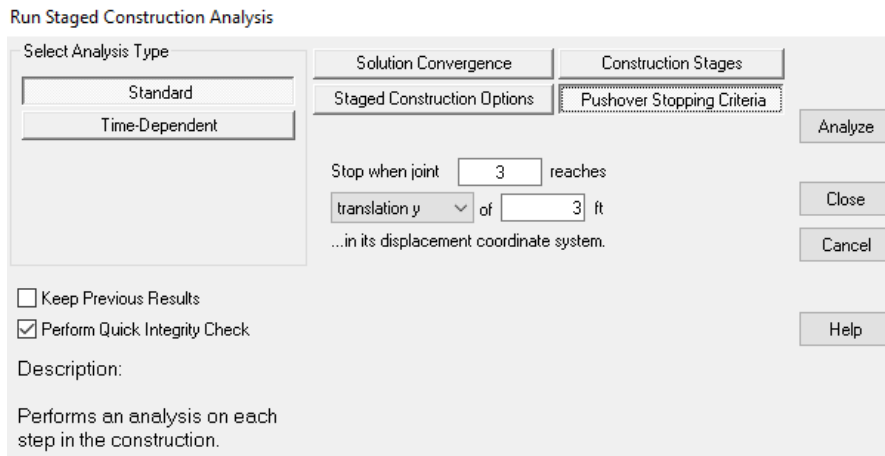 Run Staged Construction Analysis
Select Analysis Type
Standard
Time-Dependent
Solution Convergence
Construction Stages
Staged Construction Options
Pushover Stopping Criteria
Stop when joint 3 reaches
translation y of 3 ft
...in its displacement coordinate system.
Analyze
Close
Cancel
Help
Keep Previous Results
Perform Quick Integrity Check
Description:
Performs an analysis on each
step in the construction.